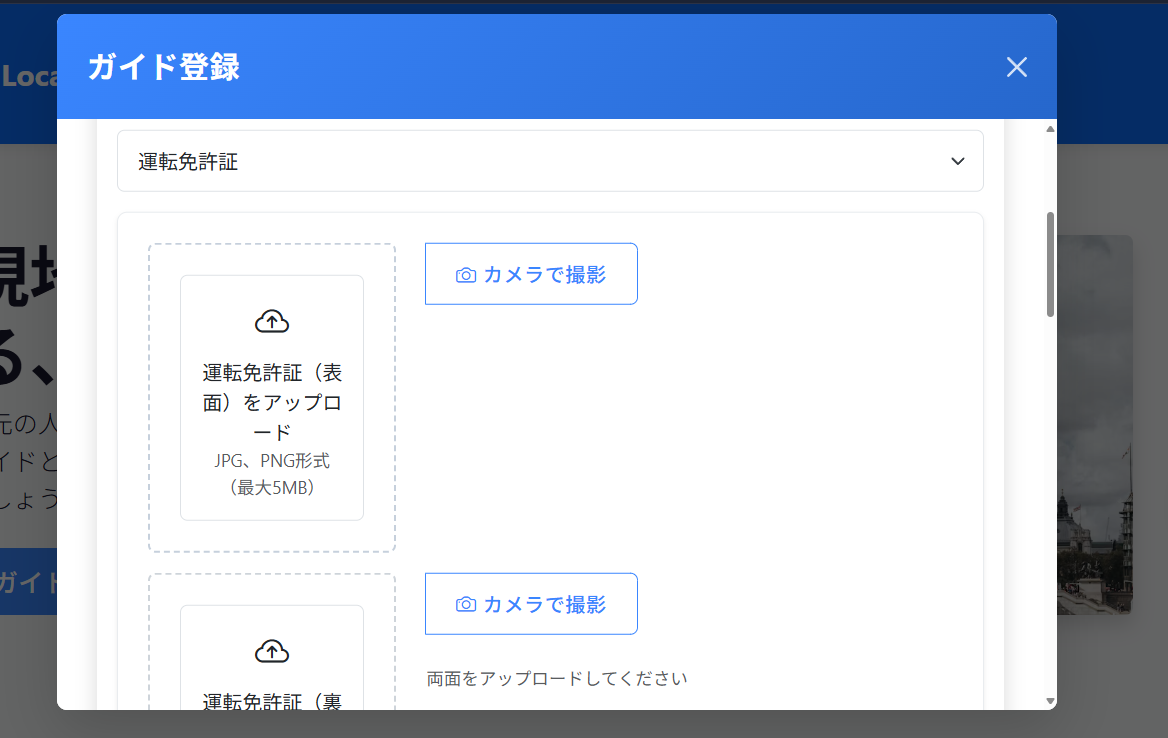 ガイド登録
Loca
運転免許証
カメラで撮影
運転免許証（表
面）をアップロ
ード
JPG、PNG形式
（最大5MB）
カメラで撮影
両面をアップロードしてください
運転免許証（裏
る、
元の人
イドと
しょう
ガイド